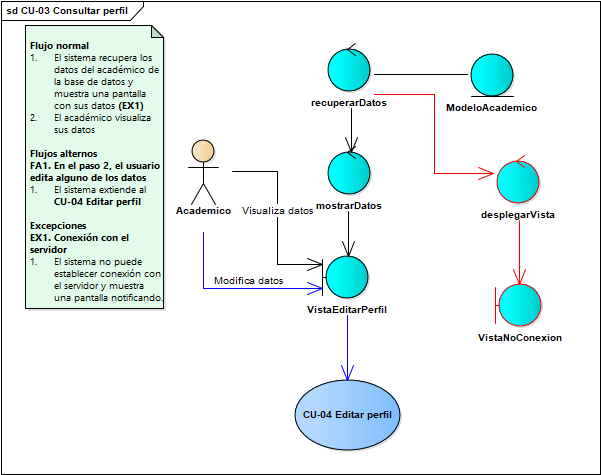 sd CU-03 Consultar perfil
Flujo normal
1. El sistema recupera los
datos del académico de
la base de datos y
muestra una pantalla
con sus datos (EX1)
2. El académico visualiza
sus datos
Flujos alternos
FA1. En el paso 2, el usuario
edita alguno de los datos
1. El sistema extiende al
CU-04 Editar perfil
Excepciones
EX1. Conexión con el
servidor
1. El sistema no puede
establecer conexión con
el servidor y muestra
una pantalla notificando.
recuperarDatos
ModeloAcademico
Academico
mostrarDatos
Visualiza datos
desplegarVista
Modifica datos
VistaEditarPerfil
VistaNoConexion
CU-04 Editar perfil